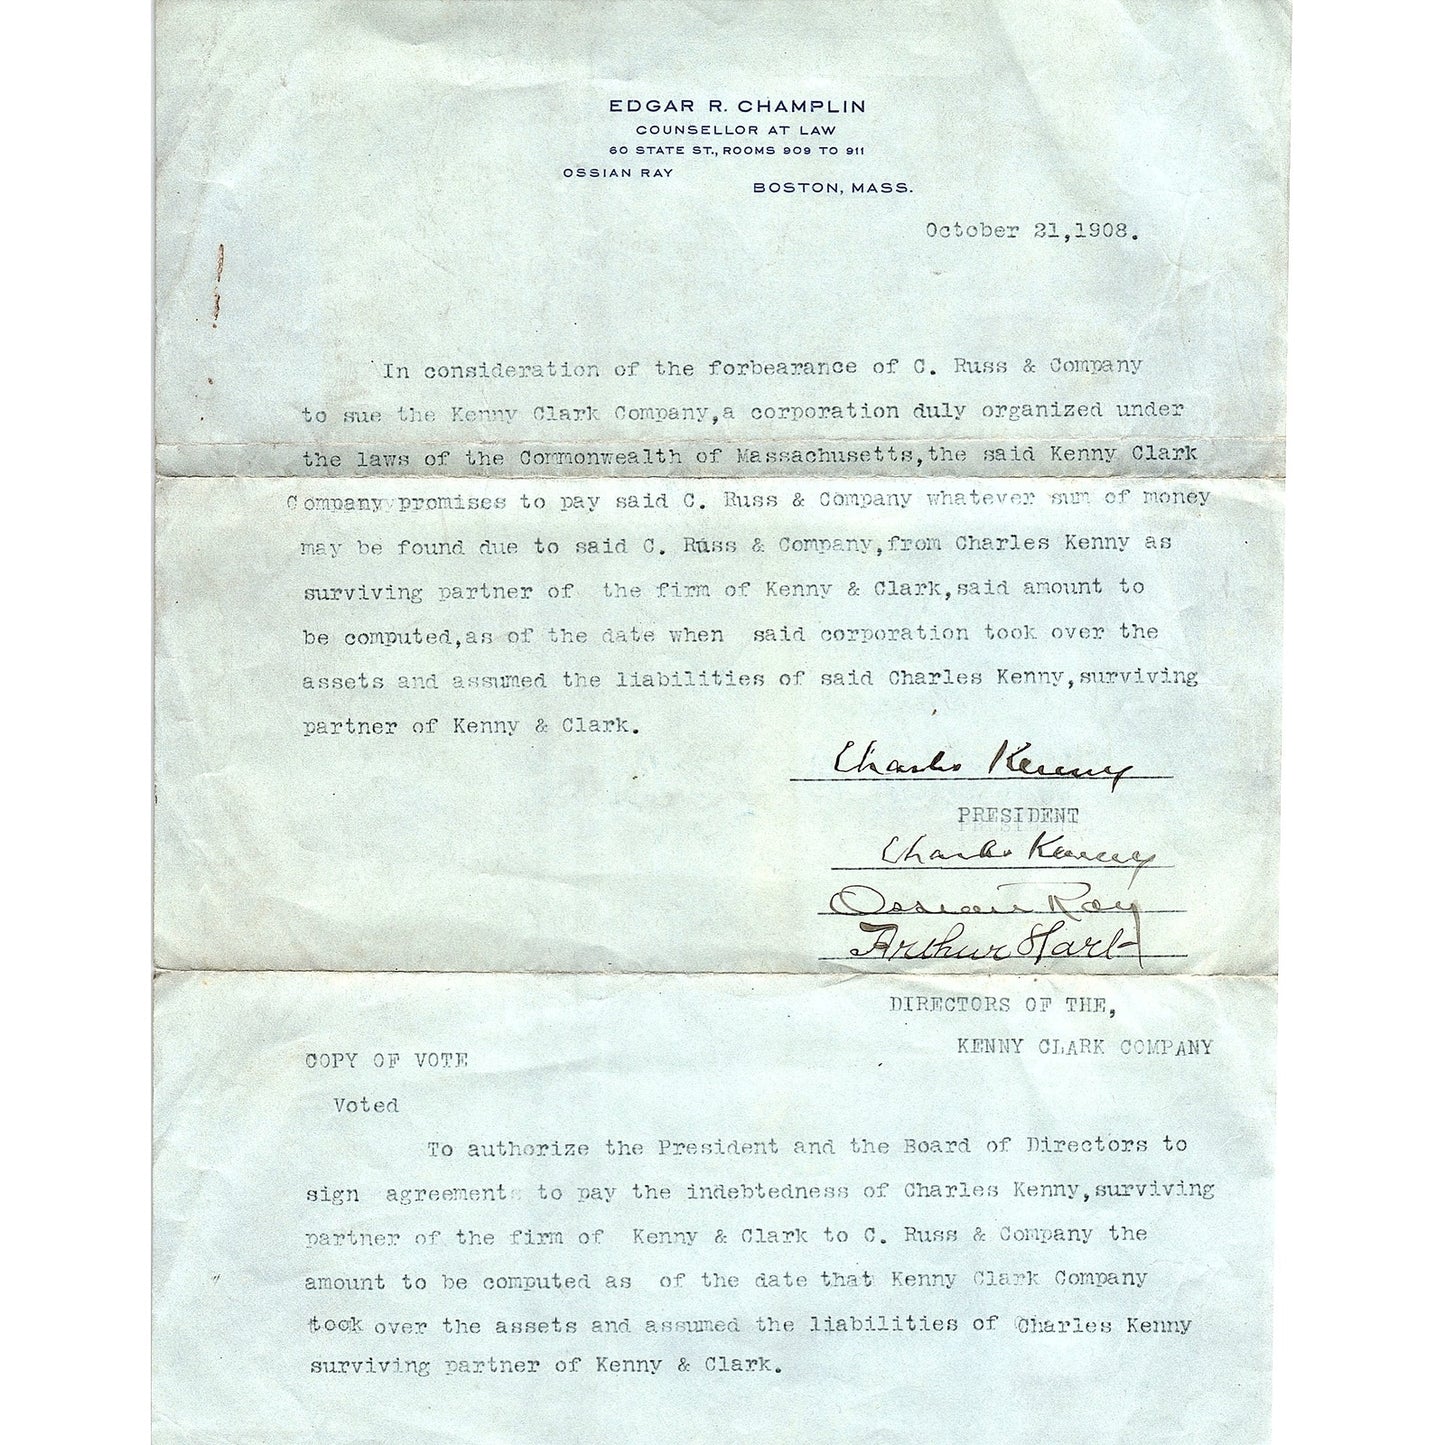 EDGAR R. CHAMPLIN
COUNSELLOR AT LAW
60 STATE ST., ROOMS 909 TO 911
OSSIAN RAY
BOSTON, MASS.
October 21,1908.
In consideration of the forbearance of C. Russ & Company
to sue the Kenny Clark Company,a corporation duly organized under
the laws of the Commonwealth of Massachusetts,the said Kenny Clark
Company promises to pay said C. Russ & Company whatever sum of money
may be found due to said C. Russ & Company,from Charles Kenny as
surviving partner of the firm of Kenny & Clark,said amount to
be computed,as of the date when said corporation took over the
assets and assumed the liabilities of said Charles Kenny,surviving
partner of Kenny & Clark.
Charles Kenny
PRESIDENT
Charles Kenny
Ossian Ray
Arthur Hart
DIRECTORS OF THE,
KENNY CLARK COMPANY
COPY OF VOTE
Voted
To authorize the President and the Board of Directors to
sign agreements to pay the indebtedness of Charles Kenny,surviving
partner of the firm of Kenny & Clark to C. Russ & Company the
amount to be computed as of the date that Kenny Clark Company
took over the assets and assumed the liabilities of Charles Kenny
surviving partner of Kenny & Clark.